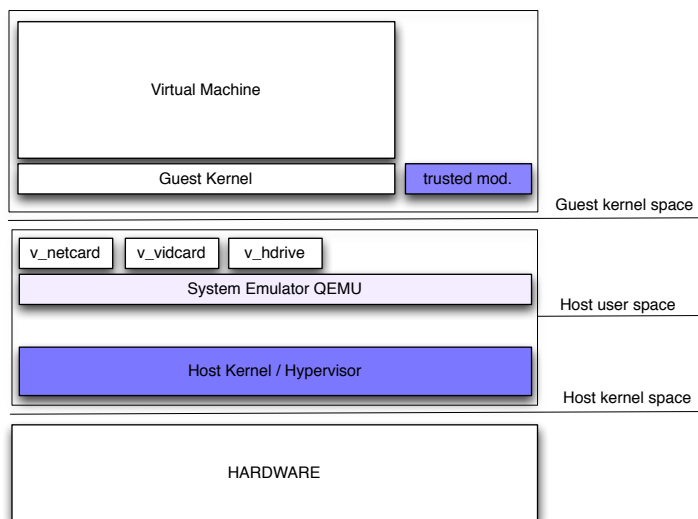 Virtual Machine
Guest Kernel
trusted mod.
Guest kernel space
v_netcard
v_vidcard
v_hdrive
System Emulator QEMU
Host user space
Host Kernel / Hypervisor
Host kernel space
HARDWARE